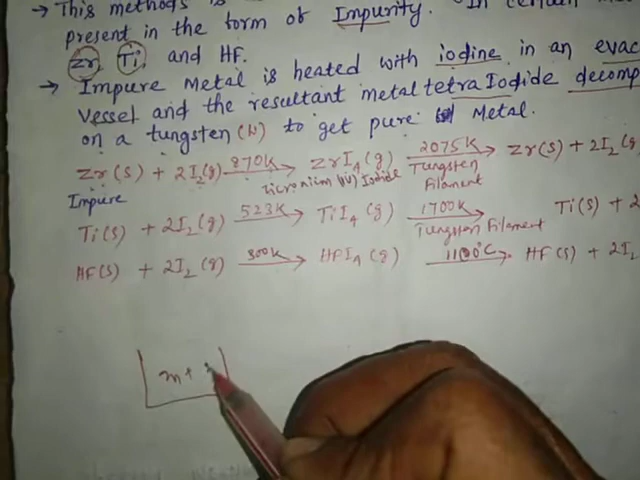 → This methods is
present in the form of Impurity. In certain
Zr, Ti, and HF.
→ Impure Metal is heated with iodine in an evac
Vessel and the resultant metal tetra Iodide decomp
on a tungsten (W) to get pure Metal.
Zr(s) + 2I2(g) 870K→ ZrI4(g) 2075K→ Zr(s) + 2I2(g
Impure Zirconium (IV) Iodide Tungsten Filament
Ti(s) + 2I2(g) 523K→ TiI4(g) 1700K→ Ti(s) + 2
Tungsten Filament
HF(s) + 2I2(g) 300K→ HFI4(g) 1100°C→ HF(s) + 2I2
m +